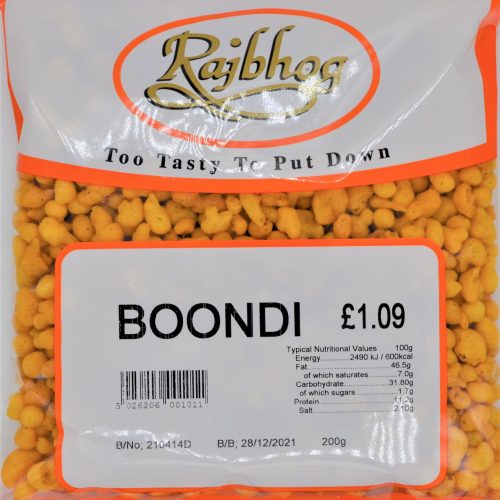 Rajbhog
Too Tasty To Put Down
BOONDI £1.09
Typical Nutritional Values 100g
Energy..............2490 kJ / 600kcal
Fat..............................46.5g
of which saturates..........7.0g
Carbohydrate.................31.80g
of which sugars..............1.7g
Protein........................11.2g
Salt.............................2.10g
5 026206 001011
B/No; 210414D B/B; 28/12/2021 200g